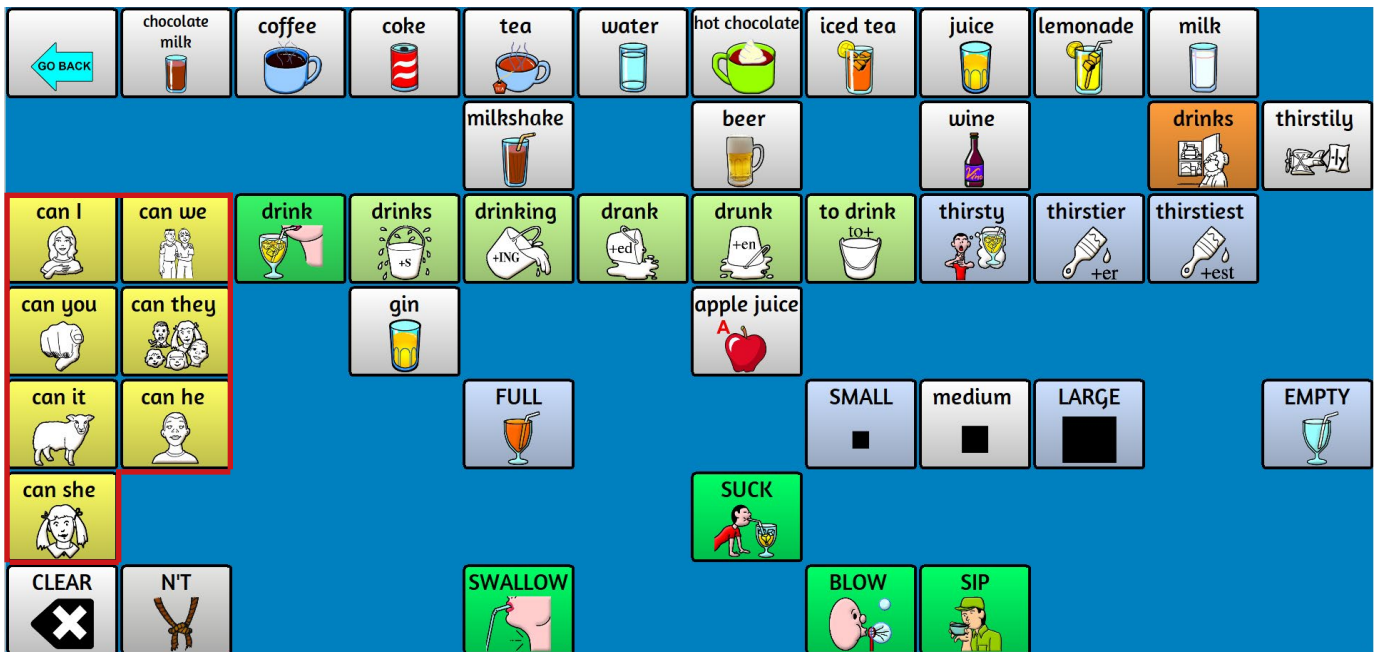 GO BACK
chocolate
milk
coffee
coke
tea
TEA
water
hot chocolate
iced tea
juice
lemonade
milk
milkshake
beer
wine
drinks
thirstily
-ly
can I
can we
drink
drinks
+S
drinking
+ING
drank
+ed
drunk
+en
to drink
to+
thirsty
thirstier
+er
thirstiest
+est
can you
can they
gin
apple juice
A
can it
can he
FULL
SMALL
medium
LARGE
EMPTY
can she
SUCK
CLEAR
N'T
SWALLOW
BLOW
SIP